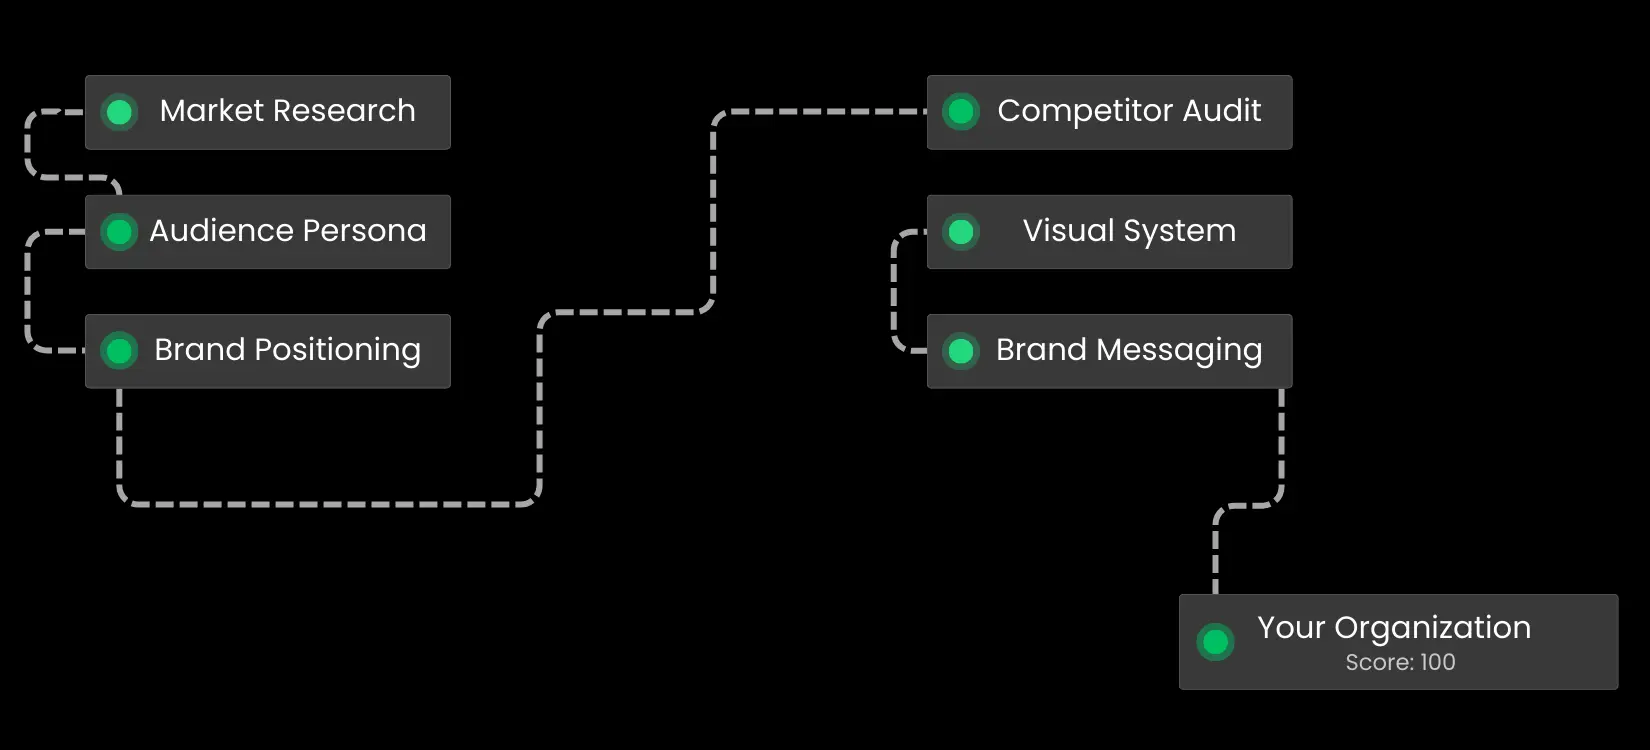 Market Research
Audience Persona
Brand Positioning
Competitor Audit
Visual System
Brand Messaging
Your Organization
Score: 100